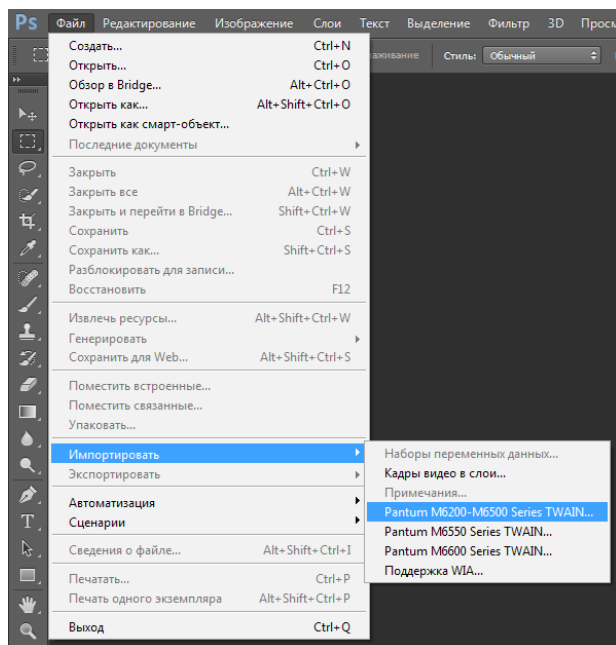 Ps Файл Редактирование Изображение Слои Текст Выделение Фильтр 3D
Стиль: Обычный
Создать... Ctrl+N
Открыть... Ctrl+O
Обзор в Bridge... Alt+Ctrl+O
Открыть как... Alt+Shift+Ctrl+O
Открыть как смарт-объект...
Последние документы
Закрыть Ctrl+W
Закрыть все Alt+Ctrl+W
Закрыть и перейти в Bridge... Shift+Ctrl+W
Сохранить Ctrl+S
Сохранить как... Shift+Ctrl+S
Разблокировать для записи...
Восстановить F12
Извлечь ресурсы... Alt+Shift+Ctrl+W
Генерировать
Сохранить для Web... Alt+Shift+Ctrl+S
Поместить встроенные...
Поместить связанные...
Упаковать...
Импортировать
Экспортировать
Автоматизация
Сценарии
Сведения о файле... Alt+Shift+Ctrl+I
Печатать... Ctrl+P
Печать одного экземпляра Alt+Shift+Ctrl+P
Выход Ctrl+Q
Наборы переменных данных...
Кадры видео в слои...
Примечания...
Pantum M6200-M6500 Series TWAIN...
Pantum M6550 Series TWAIN...
Pantum M6600 Series TWAIN...
Поддержка WIA...